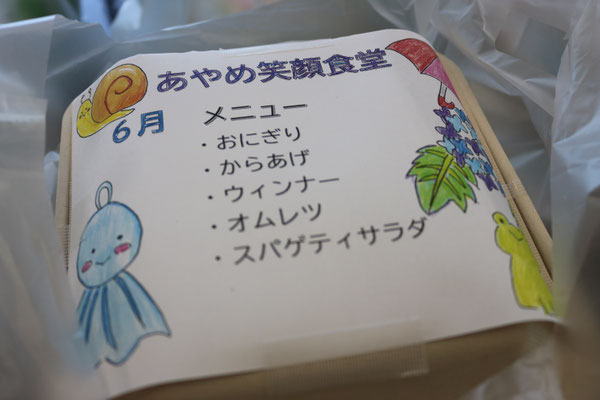 あやめ笑顔食堂
6月
メニュー
・おにぎり
・からあげ
・ウィンナー
・オムレツ
・スパゲティサラダ